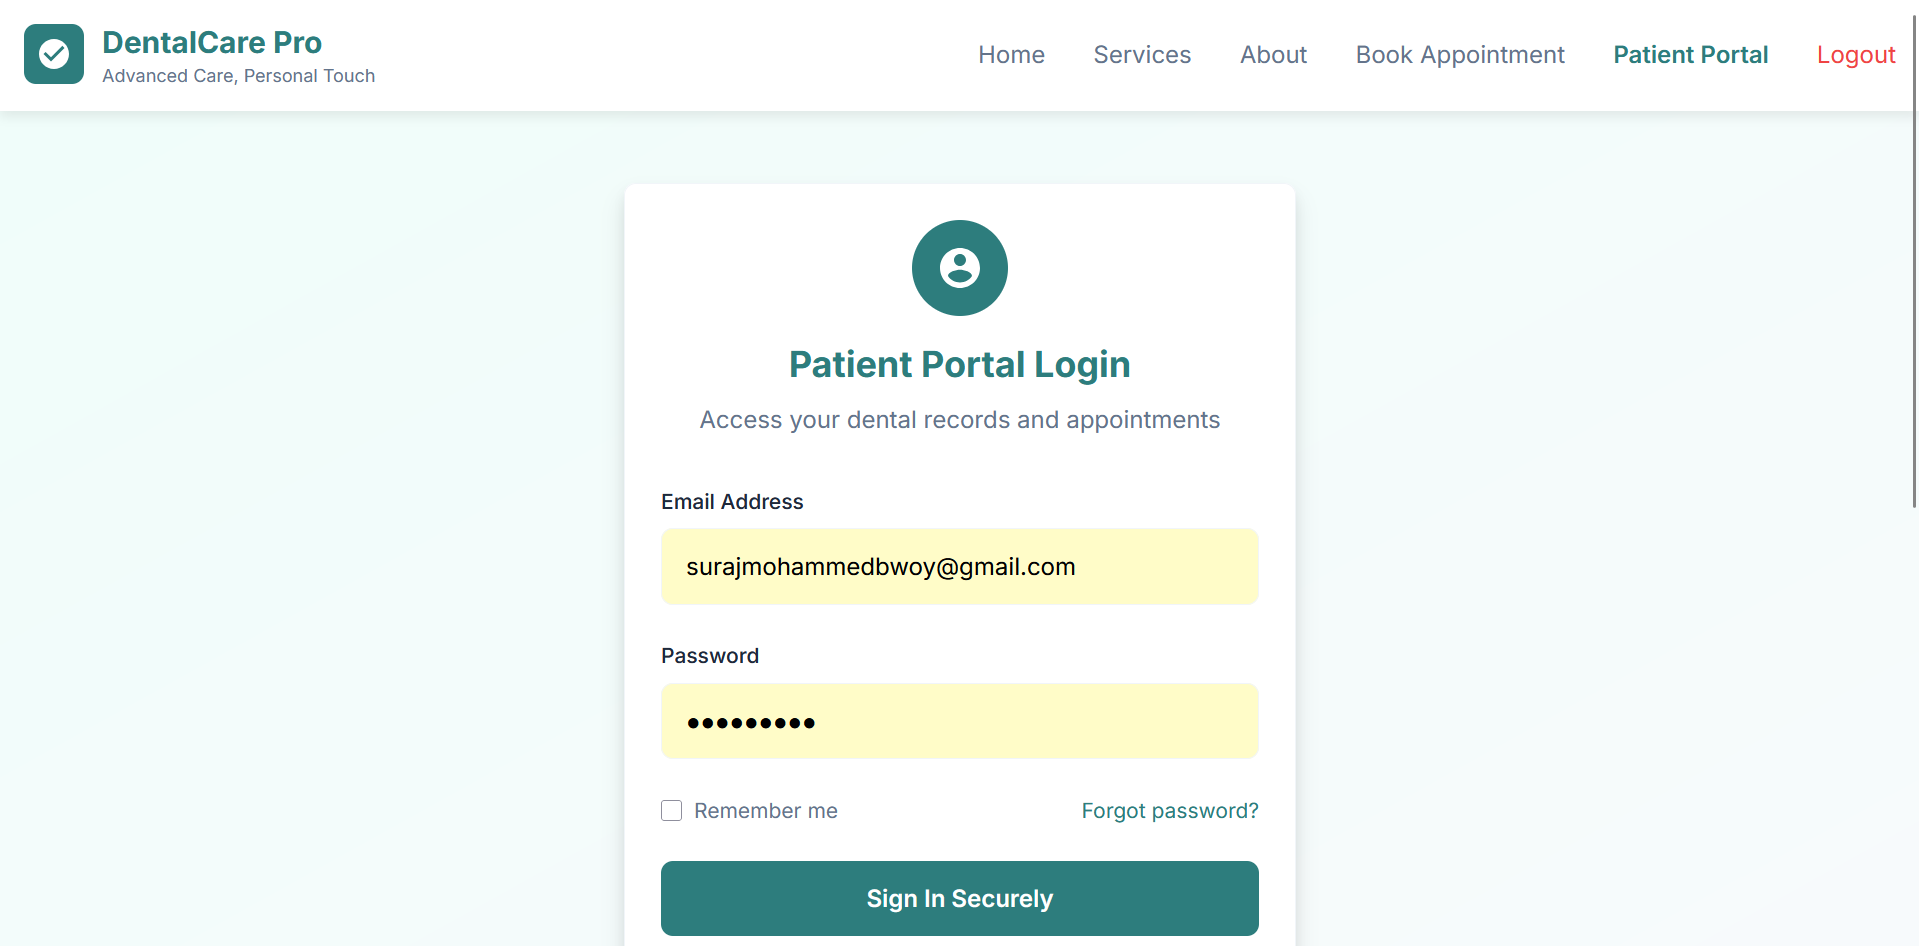 DentalCare Pro
Advanced Care, Personal Touch
Home
Services
About
Book Appointment
Patient Portal
Logout
Patient Portal Login
Access your dental records and appointments
Email Address
surajmohammedbwoy@gmail.com
Password
•••••••••
Remember me
Forgot password?
Sign In Securely